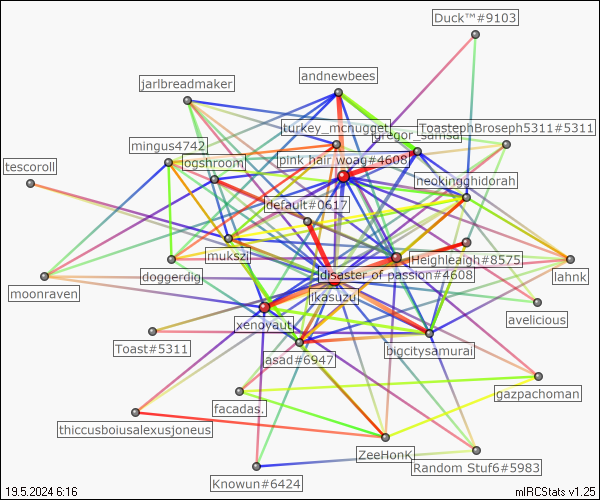 Duck™#9103
andnewbees
jarlbreadmaker
turkey_mcnugget
gregor_samsa
ToastephBroseph5311#5311
mingus4742
pink hair woag#4608
ogshroom
tescoroll
neokingghidorah
default#0617
mukszi
Heighleaigh#8575
doggerdig
disaster of passion#4608
lahnk
moonraven
ikasuzu
avelicious
xenoyaut
Toast#5311
bigcitysamurai
asad#6947
gazpachoman
facadas.
thiccusboiusalexusjoneus
ZeeHonK
Random Stuf6#5983
Knowun#6424
19.5.2024 6:16
mIRCStats v1.25